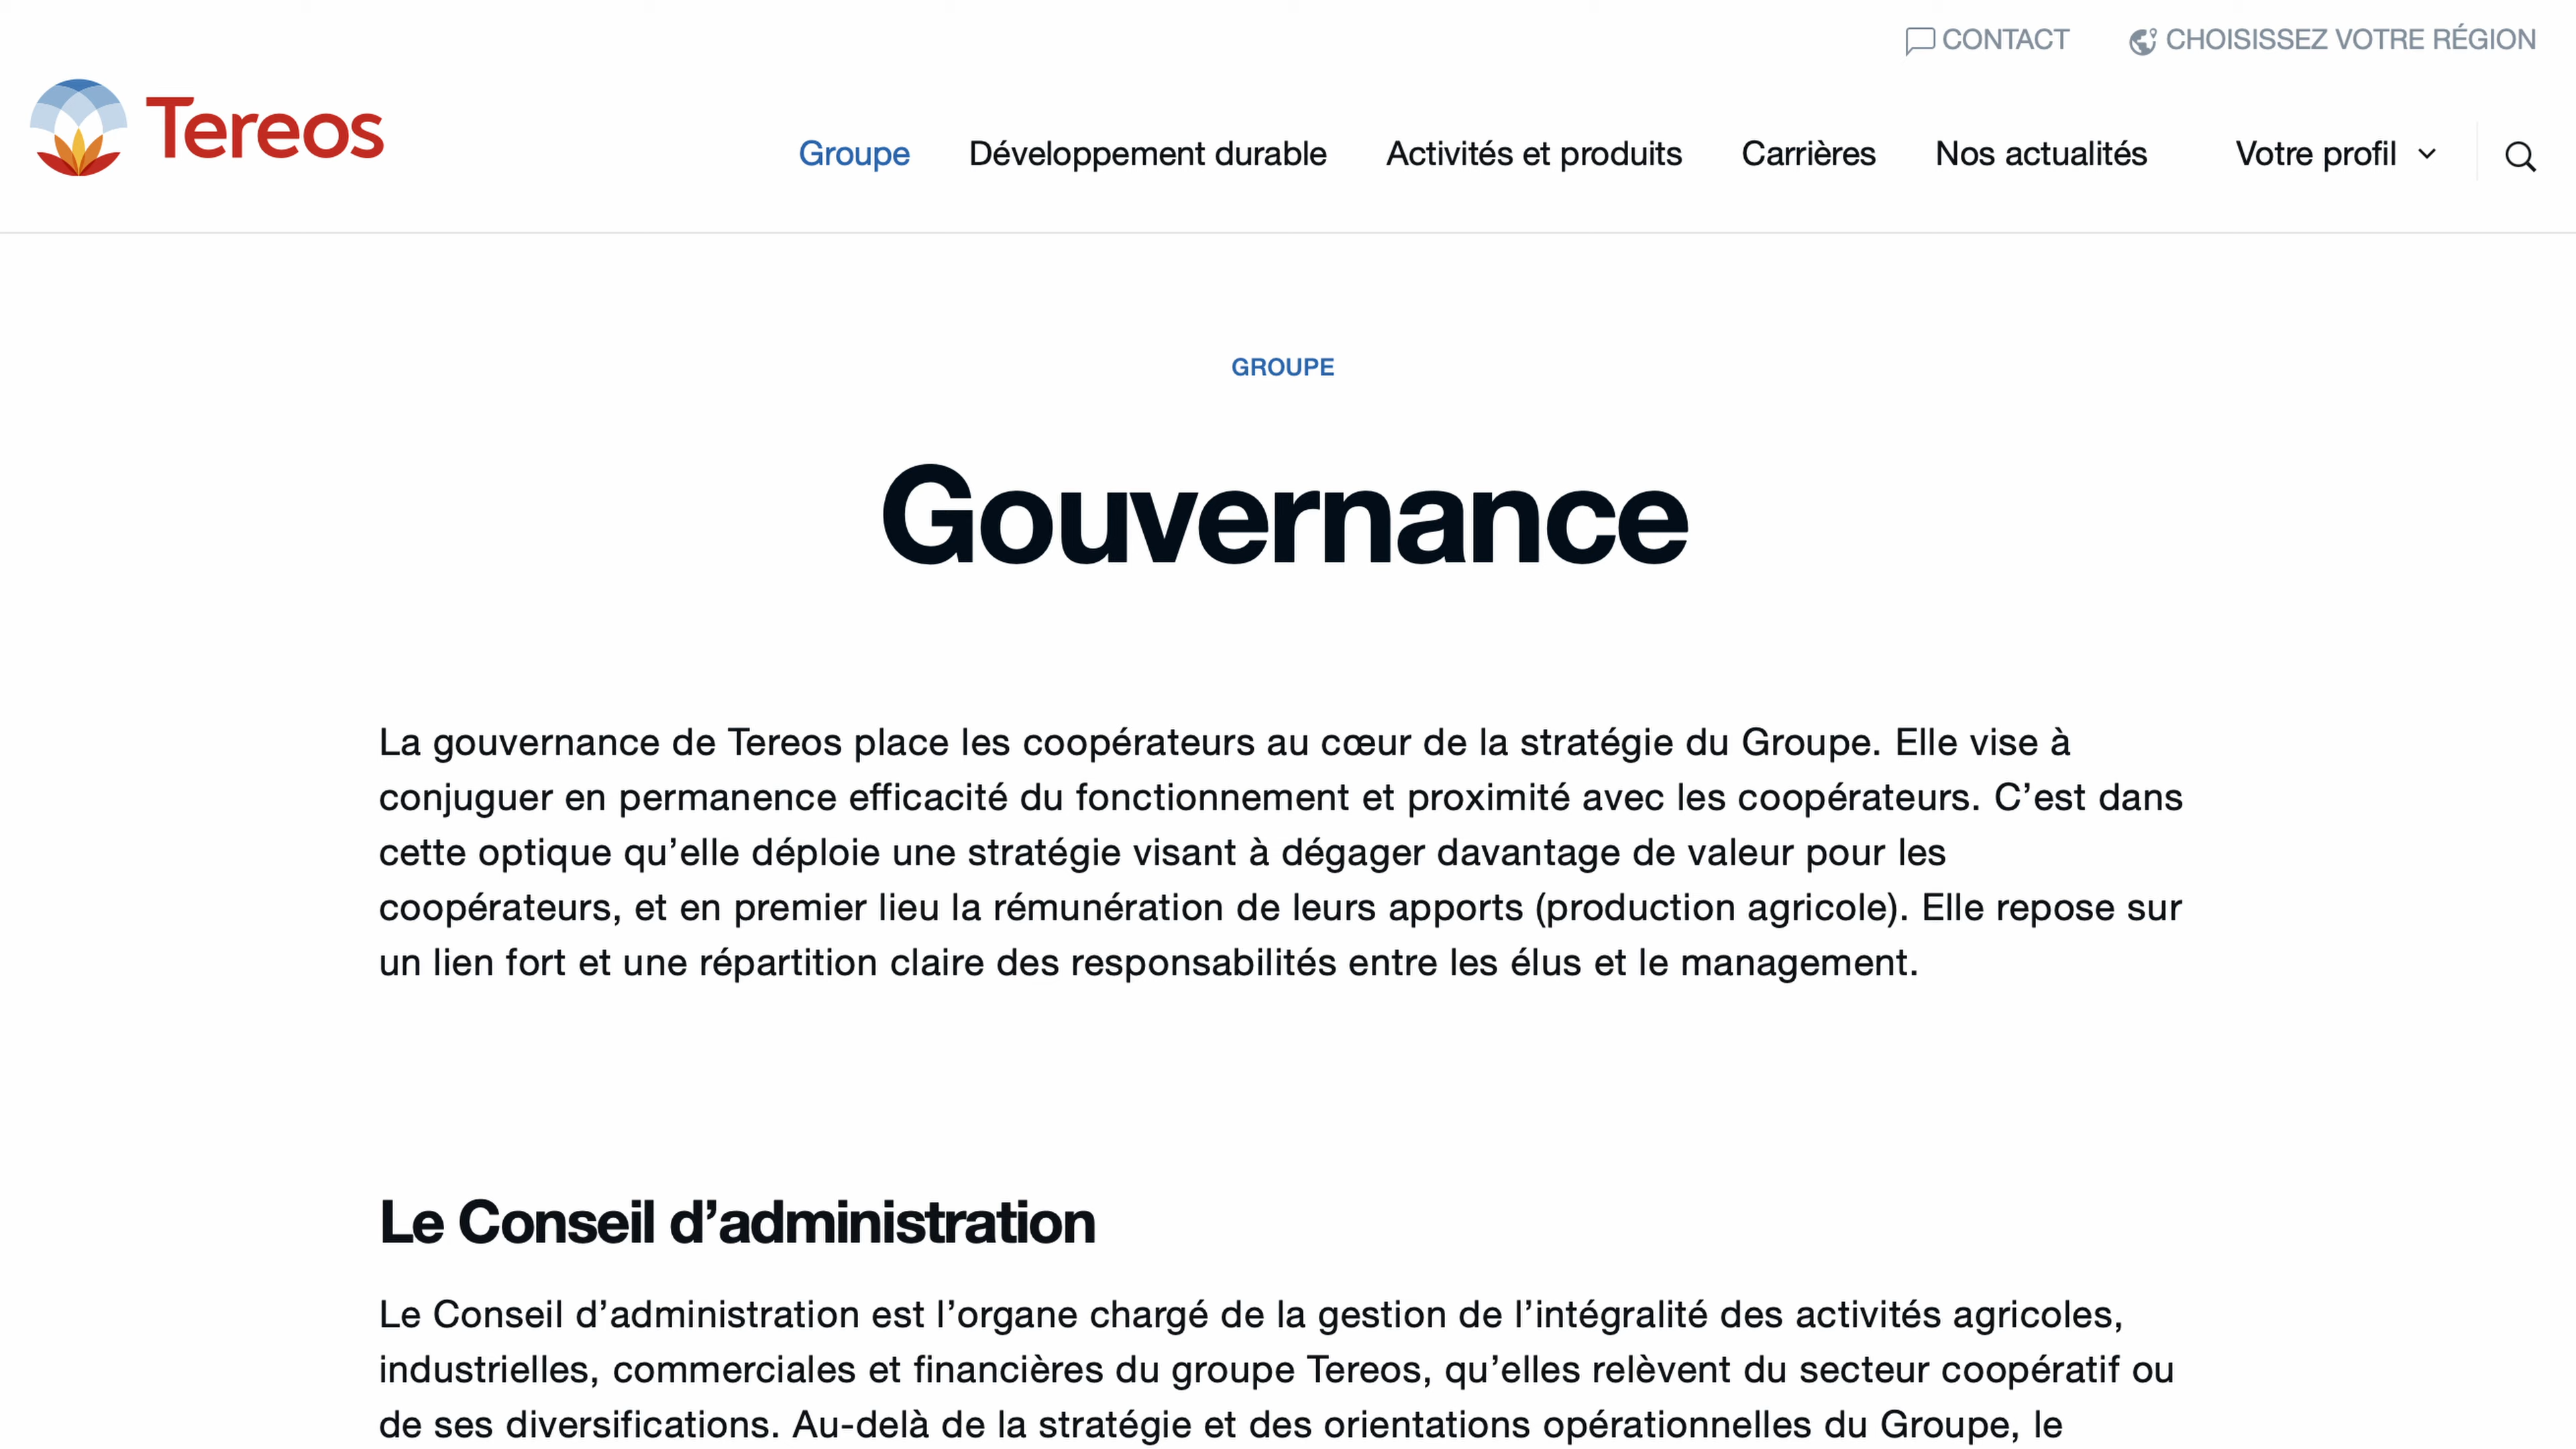 CONTACT
CHOISISSEZ VOTRE RÉGION
Tereos
Groupe
Développement durable
Activités et produits
Carrières
Nos actualités
Votre profil
GROUPE
Gouvernance
La gouvernance de Tereos place les coopérateurs au cœur de la stratégie du Groupe. Elle vise à
conjuguer en permanence efficacité du fonctionnement et proximité avec les coopérateurs. C’est dans
cette optique qu’elle déploie une stratégie visant à dégager davantage de valeur pour les
coopérateurs, et en premier lieu la rémunération de leurs apports (production agricole). Elle repose sur
un lien fort et une répartition claire des responsabilités entre les élus et le management.
Le Conseil d’administration
Le Conseil d’administration est l’organe chargé de la gestion de l’intégralité des activités agricoles,
industrielles, commerciales et financières du groupe Tereos, qu’elles relèvent du secteur coopératif ou
de ses diversifications. Au-delà de la stratégie et des orientations opérationnelles du Groupe, le